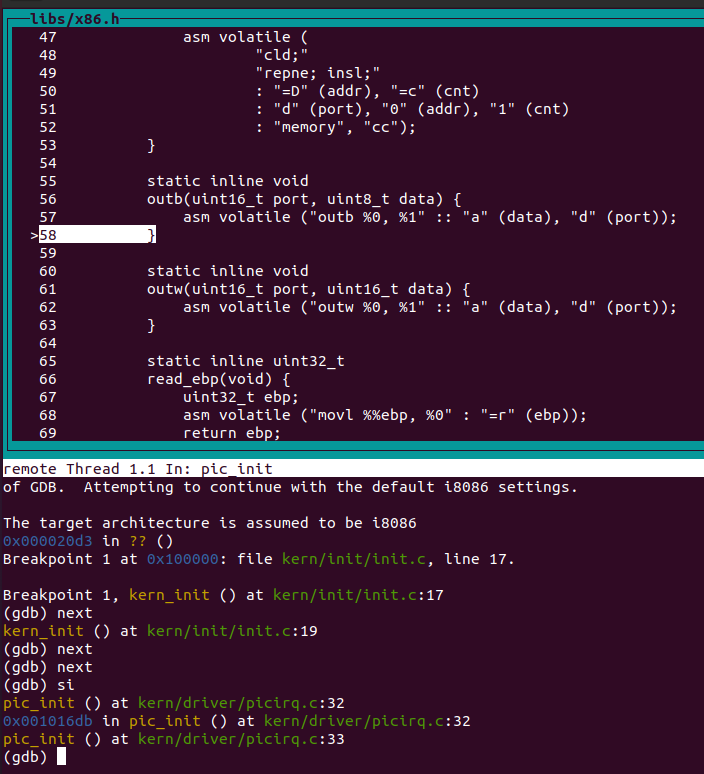 libs/x86.h
47 asm volatile (
48 "cld;"
49 "repne; insl;"
50 : "=D" (addr), "=c" (cnt)
51 : "d" (port), "0" (addr), "1" (cnt)
52 : "memory", "cc");
53 }
54
55 static inline void
56 outb(uint16_t port, uint8_t data) {
57 asm volatile ("outb %0, %1" :: "a" (data), "d" (port));
>58 }
59
60 static inline void
61 outw(uint16_t port, uint16_t data) {
62 asm volatile ("outw %0, %1" :: "a" (data), "d" (port));
63 }
64
65 static inline uint32_t
66 read_ebp(void) {
67 uint32_t ebp;
68 asm volatile ("movl %%ebp, %0" : "=r" (ebp));
69 return ebp;
remote Thread 1.1 In: pic_init
of GDB.  Attempting to continue with the default i8086 settings.
The target architecture is assumed to be i8086
0x000020d3 in ?? ()
Breakpoint 1 at 0x100000: file kern/init/init.c, line 17.
Breakpoint 1, kern_init () at kern/init/init.c:17
(gdb) next
kern_init () at kern/init/init.c:19
(gdb) next
(gdb) next
(gdb) si
pic_init () at kern/driver/picirq.c:32
0x001016db in pic_init () at kern/driver/picirq.c:32
pic_init () at kern/driver/picirq.c:33
(gdb)